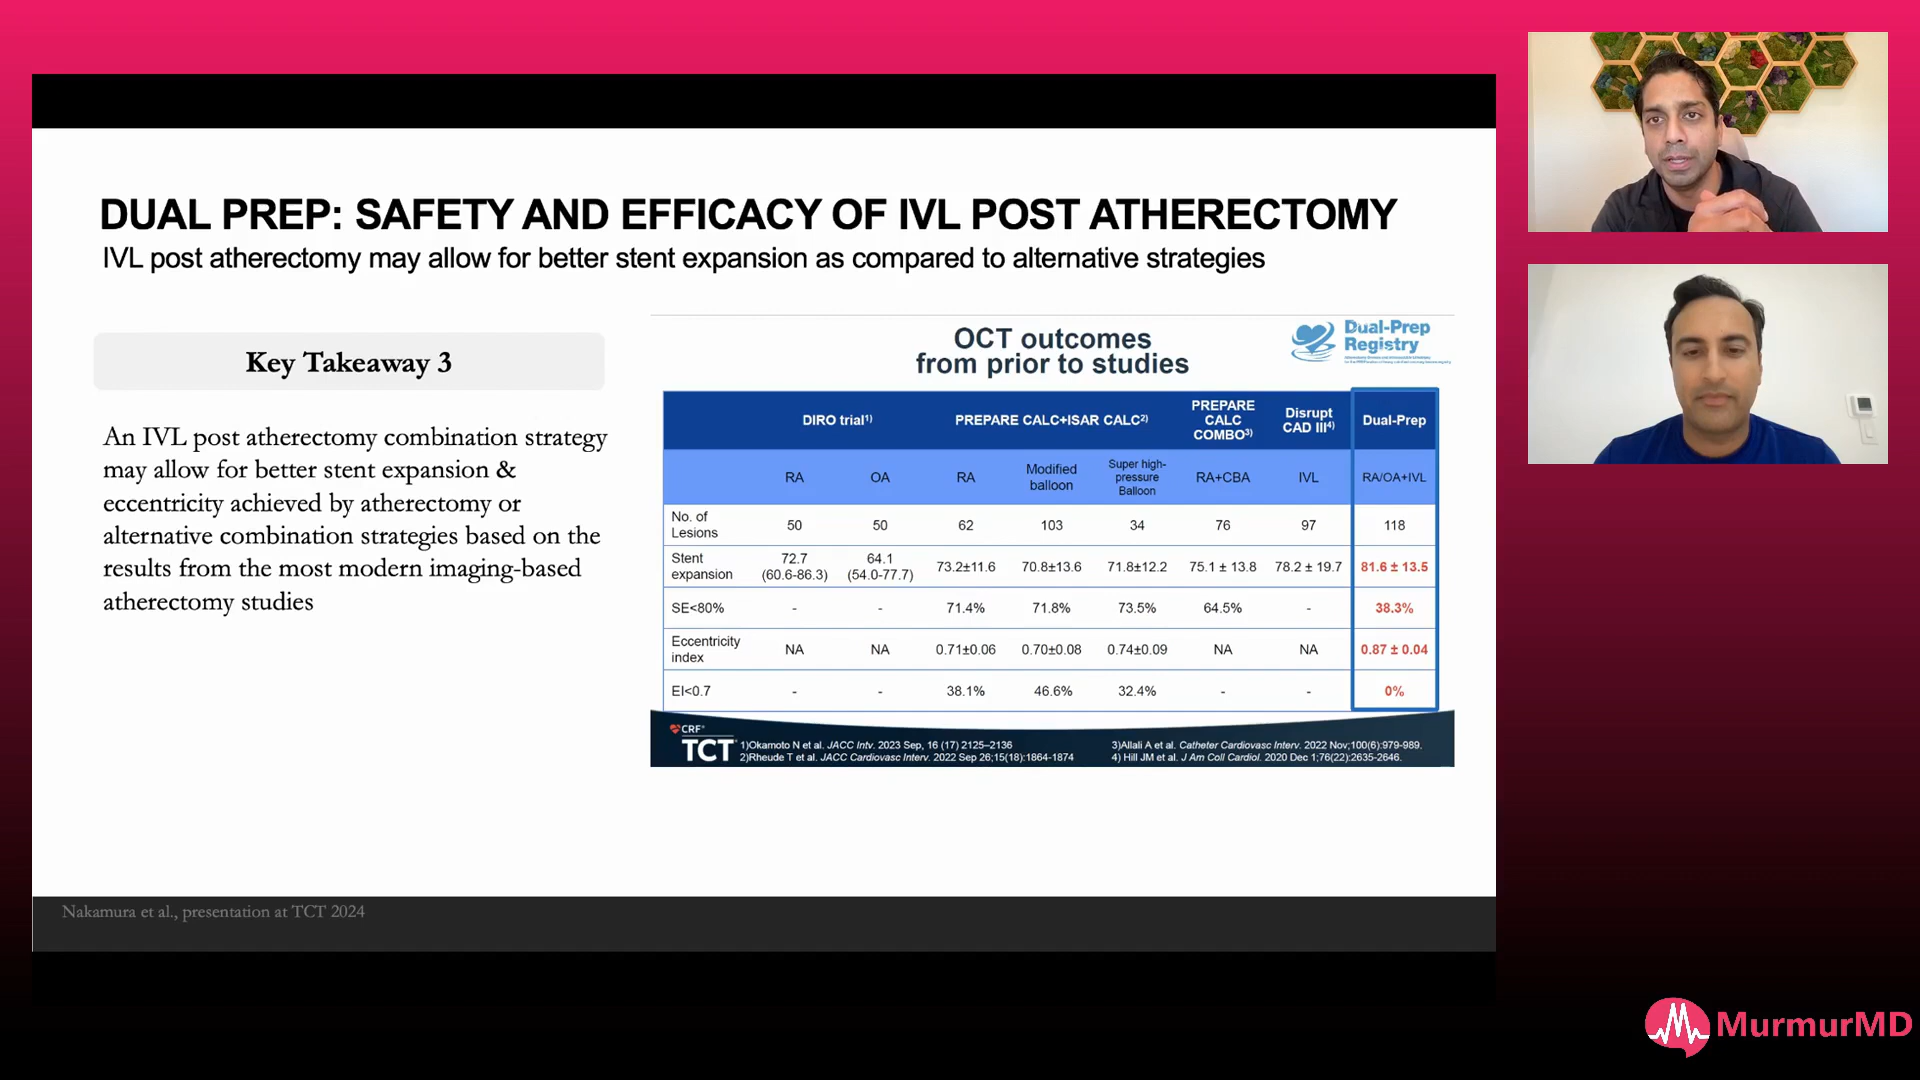 DUAL PREP: SAFETY AND EFFICACY OF IVL POST ATHERECTOMY
IVL post atherectomy may allow for better stent expansion as compared to alternative strategies
Key Takeaway 3
An IVL post atherectomy combination strategy
may allow for better stent expansion &
eccentricity achieved by atherectomy or
alternative combination strategies based on the
results from the most modern imaging-based
atherectomy studies
OCT outcomes
from prior to studies
Dual-Prep
Registry
DIRO trial1) PREPARE CALC+ISAR CALC2) PREPARE CALC COMBO3) Disrupt CAD III4) Dual-Prep
RA OA RA Modified balloon Super high-pressure Balloon RA+CBA IVL RA/OA+IVL
No. of Lesions 50 50 62 103 34 76 97 118
Stent expansion 72.7 (60.6-86.3) 64.1 (54.0-77.7) 73.2±11.6 70.8±13.6 71.8±12.2 75.1 ± 13.8 78.2 ± 19.7 81.6 ± 13.5
SE<80% - - 71.4% 71.8% 73.5% 64.5% - 38.3%
Eccentricity index NA NA 0.71±0.06 0.70±0.08 0.74±0.09 NA NA 0.87 ± 0.04
EI<0.7 - - 38.1% 46.6% 32.4% - - 0%
CRF®
TCT
1)Okamoto N et al. JACC Intv. 2023 Sep, 16 (17) 2125–2136
2)Rheude T et al. JACC Cardiovasc Interv. 2022 Sep 26;15(18):1864-1874
3)Allali A et al. Catheter Cardiovasc Interv. 2022 Nov;100(6):979-989.
4) Hill JM et al. J Am Coll Cardiol. 2020 Dec 1;76(22):2635-2646.
Nakamura et al., presentation at TCT 2024
MurmurMD